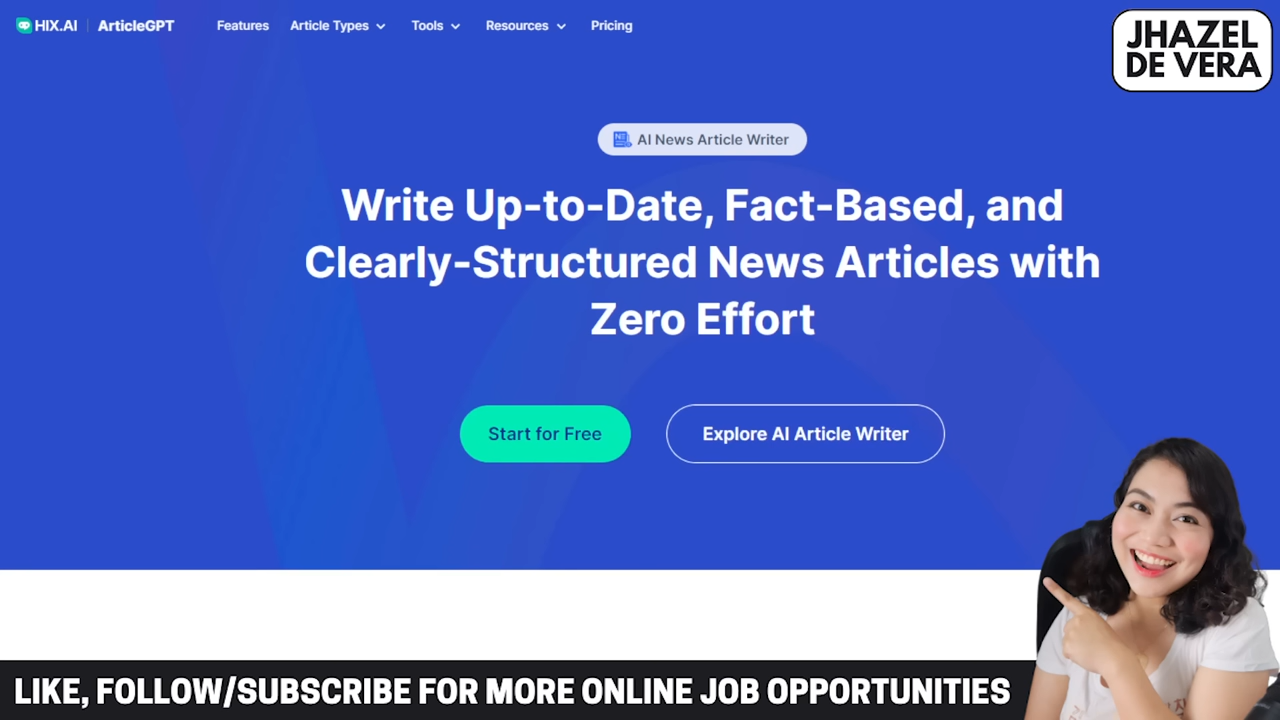 HIX.AI | ArticleGPT Features Article Types Tools Resources Pricing
JHAZEL
DE VERA
AI News Article Writer
Write Up-to-Date, Fact-Based, and
Clearly-Structured News Articles with
Zero Effort
Start for Free Explore AI Article Writer
LIKE, FOLLOW/SUBSCRIBE FOR MORE ONLINE JOB OPPORTUNITIES